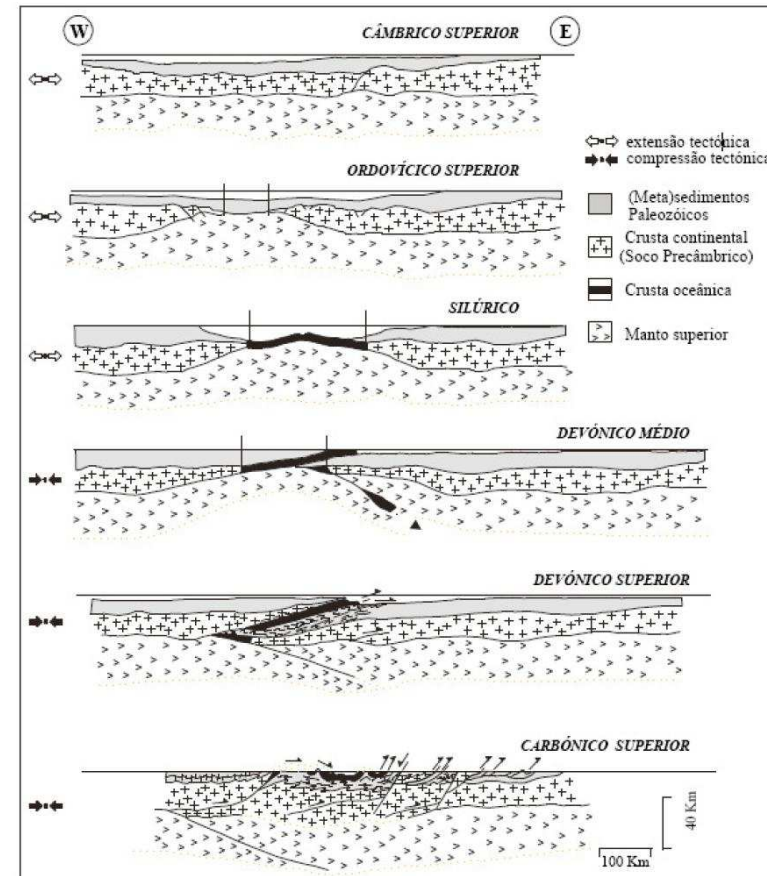 W
CÂMBRICO SUPERIOR
E
extensão tectónica
compressão tectónica
ORDOVÍCICO SUPERIOR
(Meta)sedimentos
Paleozóicos
Crusta continental
(Soco Precâmbrico)
SILÚRICO
Crusta oceânica
Manto superior
DEVÓNICO MÉDIO
DEVÓNICO SUPERIOR
CARBÓNICO SUPERIOR
40 Km
100 Km